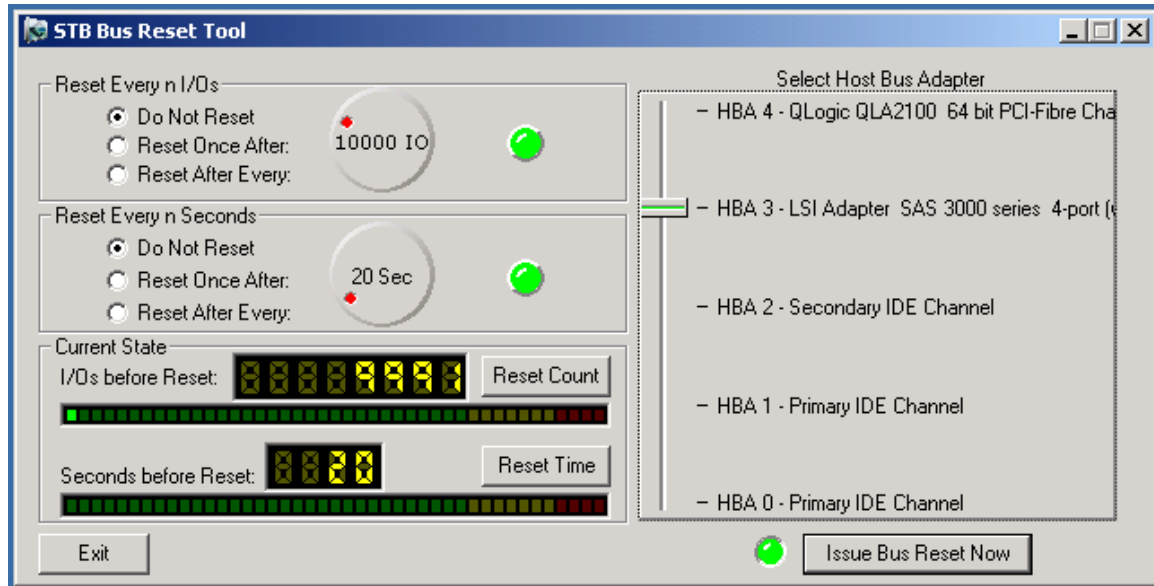 STB Bus Reset Tool
Reset Every n I/Os
Do Not Reset
Reset Once After:
Reset After Every:
10000 IO
Reset Every n Seconds
Do Not Reset
Reset Once After:
Reset After Every:
20 Sec
Current State
I/Os before Reset: 9991 Reset Count
Seconds before Reset: 20 Reset Time
Exit
Select Host Bus Adapter
HBA 4 - QLogic QLA2100 64 bit PCI-Fibre Cha
HBA 3 - LSI Adapter SAS 3000 series 4-port
HBA 2 - Secondary IDE Channel
HBA 1 - Primary IDE Channel
HBA 0 - Primary IDE Channel
Issue Bus Reset Now